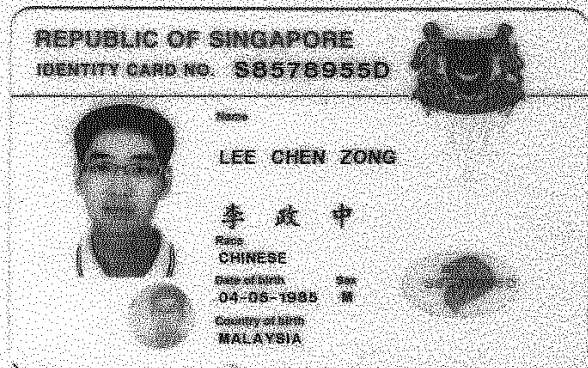 REPUBLIC OF SINGAPORE
IDENTITY CARD NO. S8578955D
Name
LEE CHEN ZONG
李 政 中
Race
CHINESE
Date of birth Sex
04-05-1985 M
Country of birth
MALAYSIA